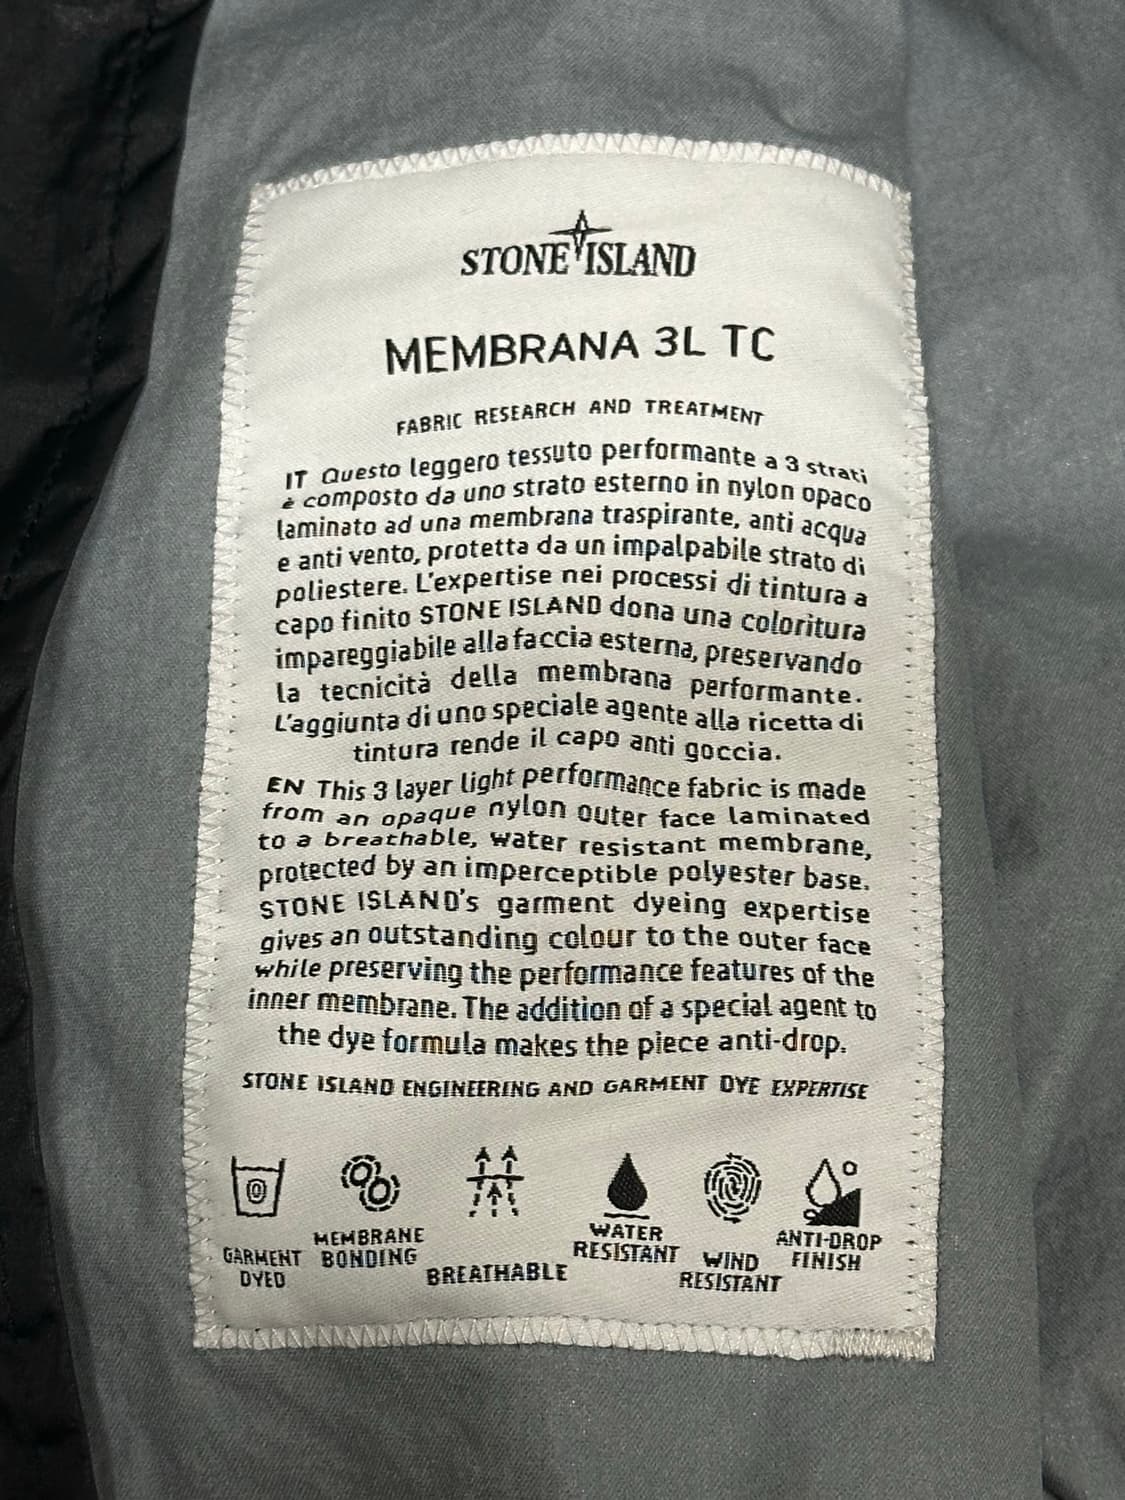 STONE ISLAND
MEMBRANA 3L TC
FABRIC RESEARCH AND TREATMENT
IT Questo leggero tessuto performante a 3 strati
è composto da uno strato esterno in nylon opaco
laminato ad una membrana traspirante, anti acqua
e anti vento, protetta da un impalpabile strato di
poliestere. L'expertise nei processi di tintura a
capo finito STONE ISLAND dona una coloritura
impareggiabile alla faccia esterna, preservando
la tecnicità della membrana performante.
L'aggiunta di uno speciale agente alla ricetta di
tintura rende il capo anti goccia.
EN This 3 layer light performance fabric is made
from an opaque nylon outer face laminated
to a breathable, water resistant membrane,
protected by an imperceptible polyester base.
STONE ISLAND's garment dyeing expertise
gives an outstanding colour to the outer face
while preserving the performance features of the
inner membrane. The addition of a special agent to
the dye formula makes the piece anti-drop.
STONE ISLAND ENGINEERING AND GARMENT DYE EXPERTISE
GARMENT
DYED
MEMBRANE
BONDING
BREATHABLE
WATER
RESISTANT
WIND
RESISTANT
ANTI-DROP
FINISH